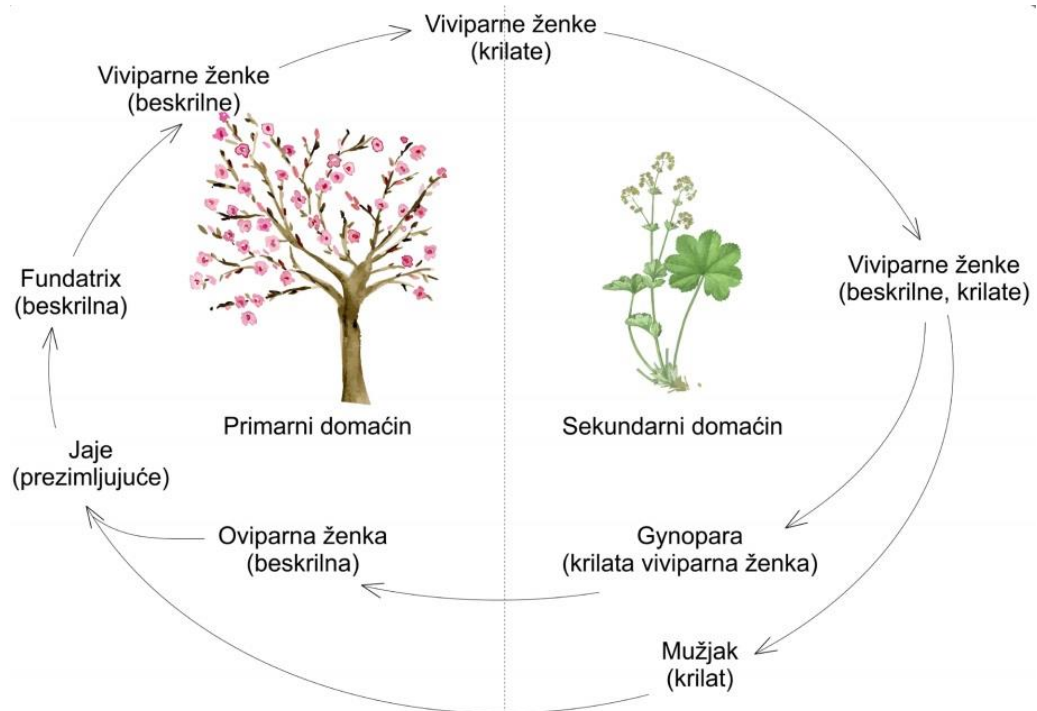 Viviparne ženke
(krilate)
Viviparne ženke
(beskrilne)
Viviparne ženke
(beskrilne, krilate)
Fundatrix
(beskrilna)
Primarni domaćin
Sekundarni domaćin
Jaje
(prezimljujuće)
Oviparna ženka
(beskrilna)
Gynopara
(krilata viviparna ženka)
Mužjak
(krilat)